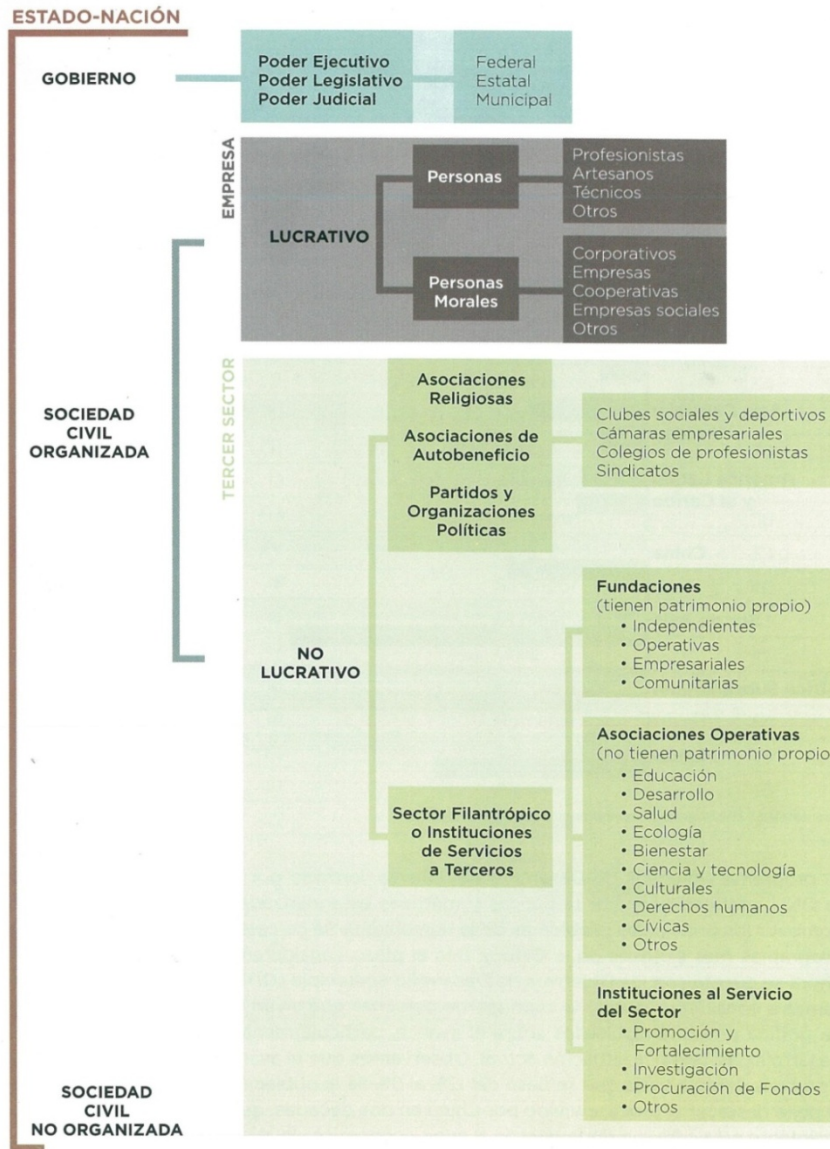 ESTADO-NACIÓN
GOBIERNO
Poder Ejecutivo
Poder Legislativo
Poder Judicial
Federal
Estatal
Municipal
EMPRESA
LUCRATIVO
Personas
Profesionistas
Artesanos
Técnicos
Otros
Personas
Morales
Corporativos
Empresas
Cooperativas
Empresas sociales
Otros
SOCIEDAD
CIVIL
ORGANIZADA
TERCER SECTOR
NO
LUCRATIVO
Asociaciones
Religiosas
Asociaciones de
Autobeneficio
Partidos y
Organizaciones
Políticas
Clubes sociales y deportivos
Cámaras empresariales
Colegios de profesionistas
Sindicatos
Sector Filantrópico
o Instituciones
de Servicios
a Terceros
Fundaciones
(tienen patrimonio propio)
• Independientes
• Operativas
• Empresariales
• Comunitarias
Asociaciones Operativas
(no tienen patrimonio propio
• Educación
• Desarrollo
• Salud
• Ecología
• Bienestar
• Ciencia y tecnología
• Culturales
• Derechos humanos
• Cívicas
• Otros
Instituciones al Servicio
del Sector
• Promoción y
Fortalecimiento
• Investigación
• Procuración de Fondos
• Otros
SOCIEDAD
CIVIL
NO ORGANIZADA